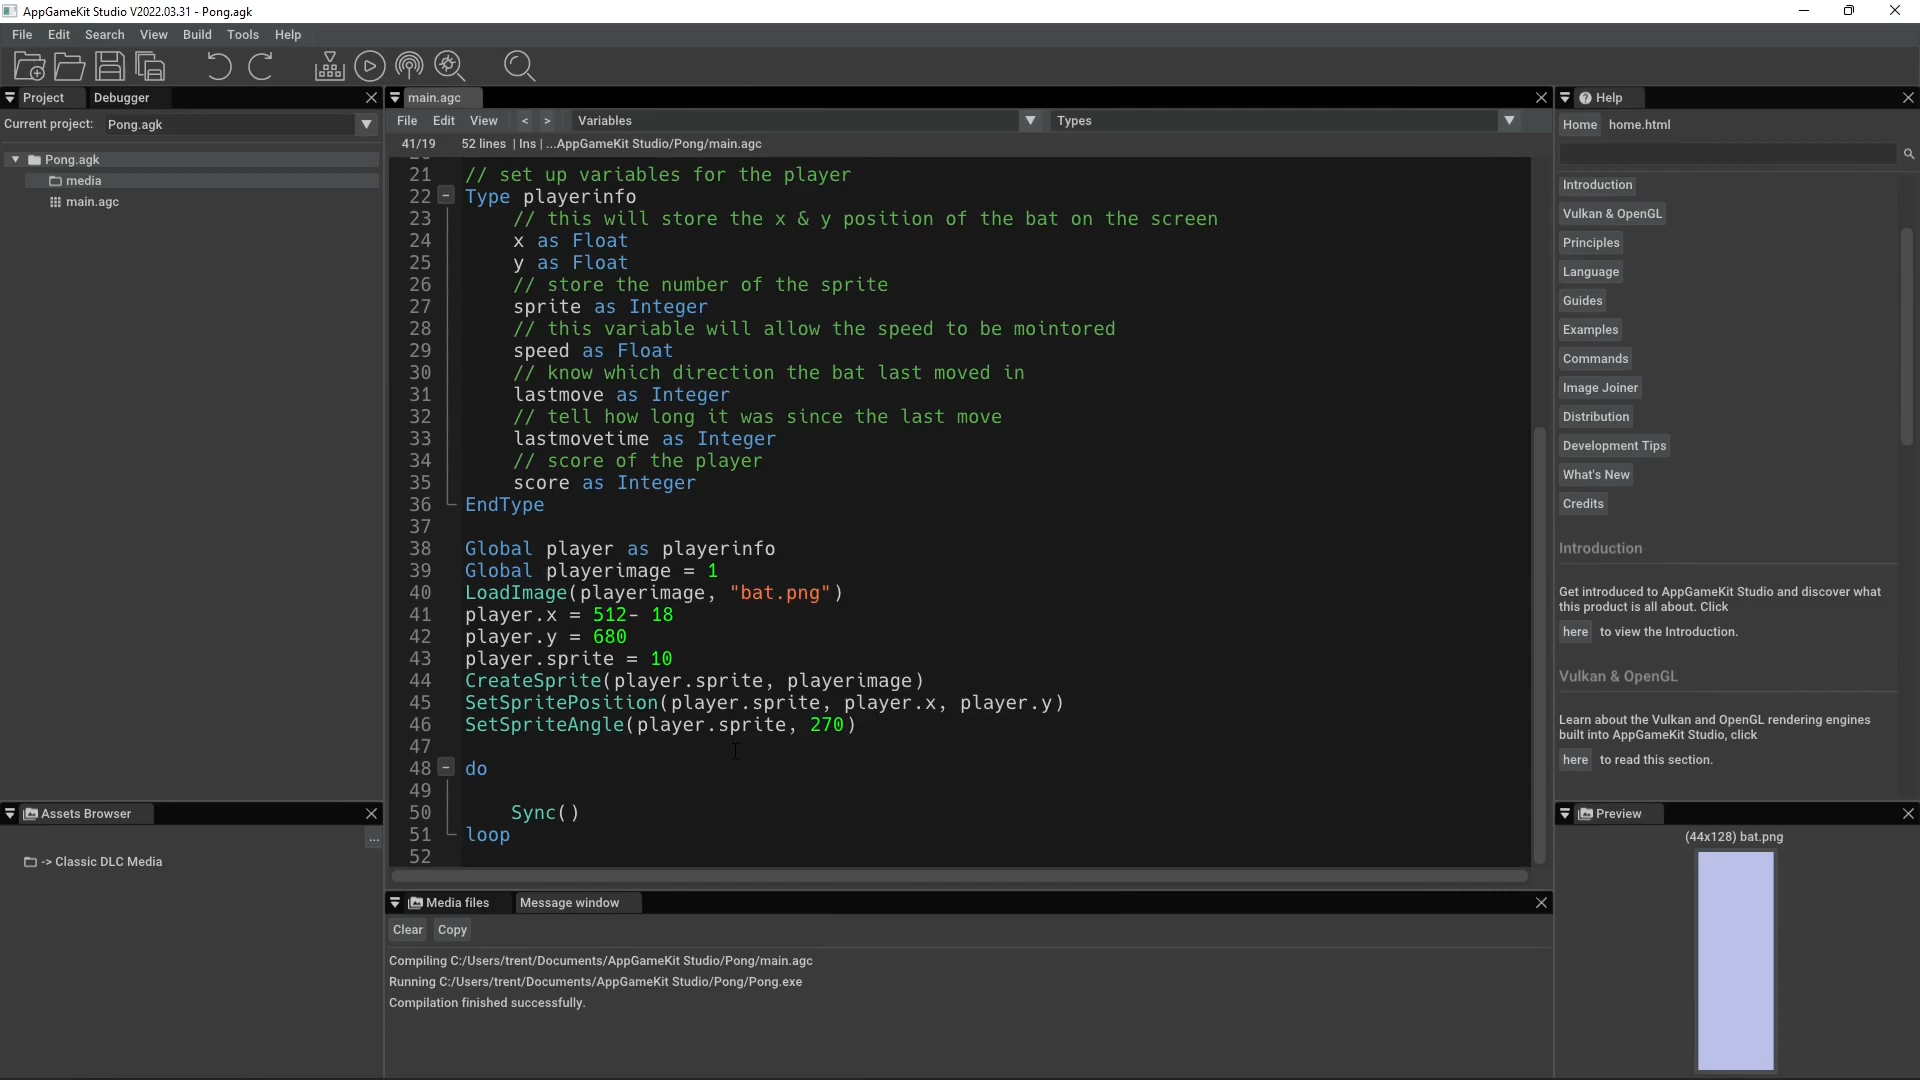 AppGameKit Studio V2022.03.31 - Pong.agk
File Edit Search View Build Tools Help
Project Debugger
Current project: Pong.agk
Pong.agk
media
main.agc
main.agc
File Edit View < > Variables Types
41/19 52 lines | Ins | ...AppGameKit Studio/Pong/main.agc
21 // set up variables for the player
22 Type playerinfo
23 // this will store the x & y position of the bat on the screen
24 x as Float
25 y as Float
26 // store the number of the sprite
27 sprite as Integer
28 // this variable will allow the speed to be mointored
29 speed as Float
30 // know which direction the bat last moved in
31 lastmove as Integer
32 // tell how long it was since the last move
33 lastmovetime as Integer
34 // score of the player
35 score as Integer
36 EndType
37
38 Global player as playerinfo
39 Global playerimage = 1
40 LoadImage(playerimage, "bat.png")
41 player.x = 512- 18
42 player.y = 680
43 player.sprite = 10
44 CreateSprite(player.sprite, playerimage)
45 SetSpritePosition(player.sprite, player.x, player.y)
46 SetSpriteAngle(player.sprite, 270)
47
48 do
49
50 Sync()
51 loop
52
Help
Home home.html
Introduction
Vulkan & OpenGL
Principles
Language
Guides
Examples
Commands
Image Joiner
Distribution
Development Tips
What's New
Credits
Introduction
Get introduced to AppGameKit Studio and discover what
this product is all about. Click
here to view the Introduction.
Vulkan & OpenGL
Learn about the Vulkan and OpenGL rendering engines
built into AppGameKit Studio, click
here to read this section.
Assets Browser
...
-> Classic DLC Media
Media files Message window
Clear Copy
Compiling C:/Users/trent/Documents/AppGameKit Studio/Pong/main.agc
Running C:/Users/trent/Documents/AppGameKit Studio/Pong/Pong.exe
Compilation finished successfully.
Preview
(44x128) bat.png